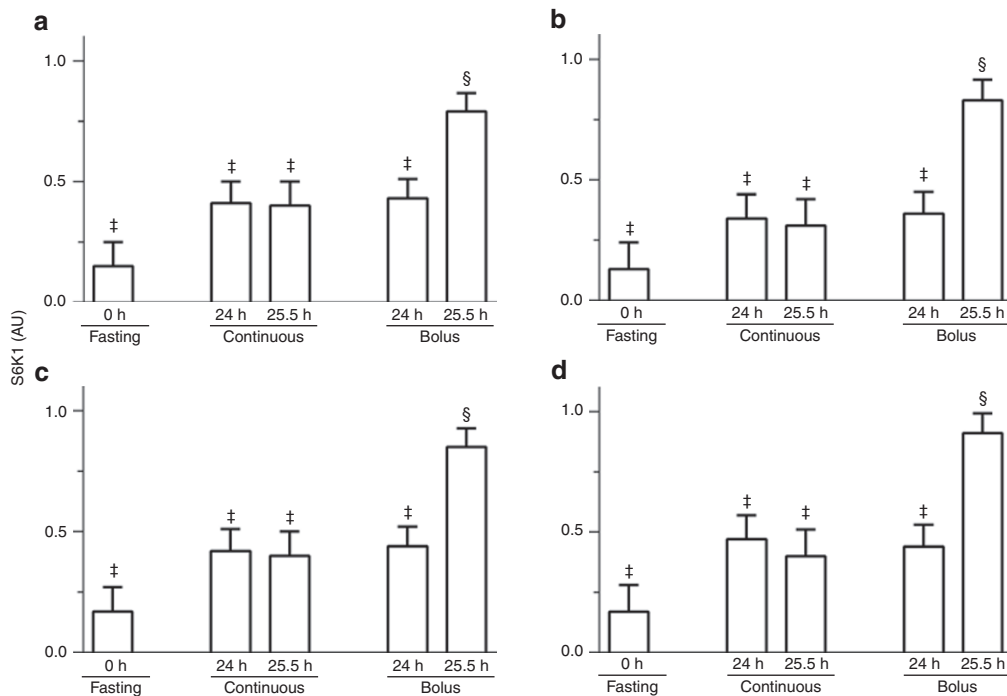 a
1.0
0.5
0.0
‡
‡
‡
‡
§
0 h
24 h
25.5 h
24 h
25.5 h
Fasting
Continuous
Bolus
b
1.0
0.5
0.0
‡
‡
‡
‡
§
0 h
24 h
25.5 h
24 h
25.5 h
Fasting
Continuous
Bolus
S6K1 (AU)
c
1.0
0.5
0.0
‡
‡
‡
‡
§
0 h
24 h
25.5 h
24 h
25.5 h
Fasting
Continuous
Bolus
d
1.0
0.5
0.0
‡
‡
‡
‡
§
0 h
24 h
25.5 h
24 h
25.5 h
Fasting
Continuous
Bolus